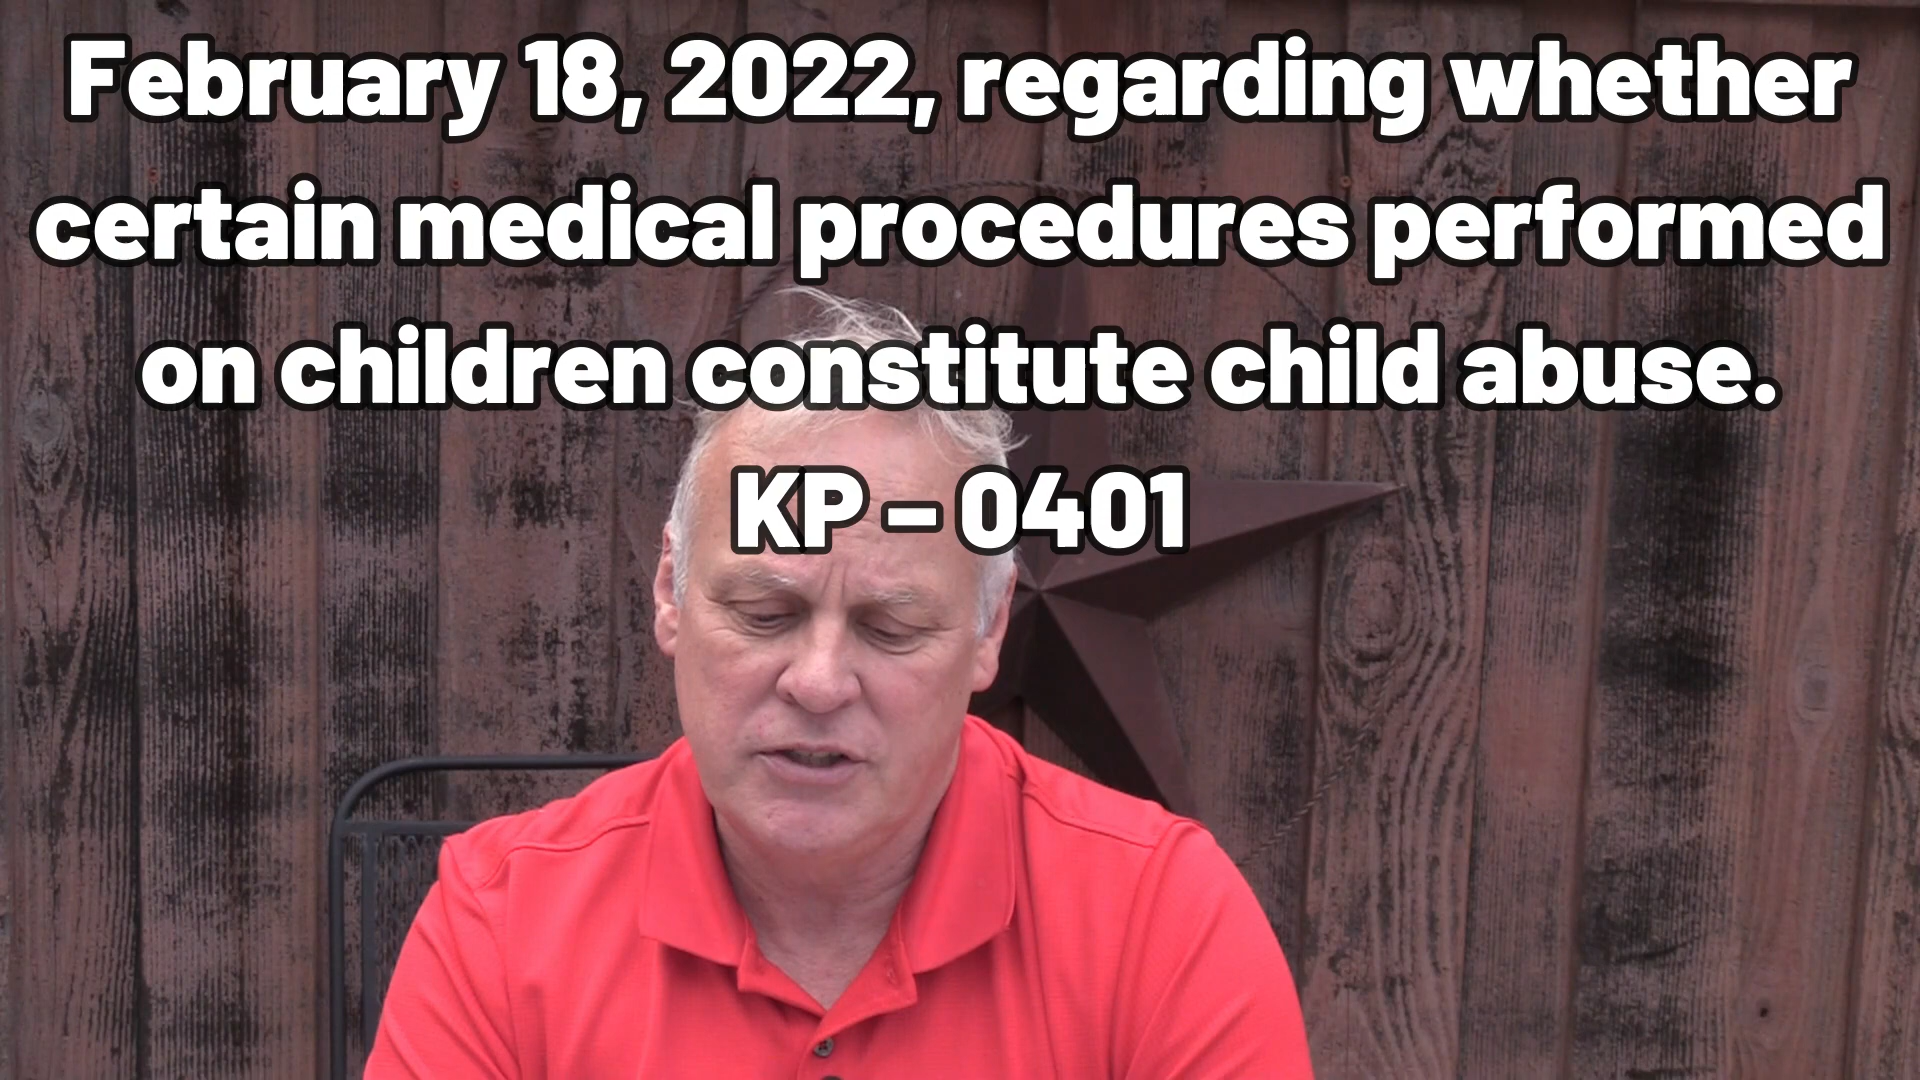 February 18, 2022, regarding whether
certain medical procedures performed
on children constitute child abuse.
KP – 0401